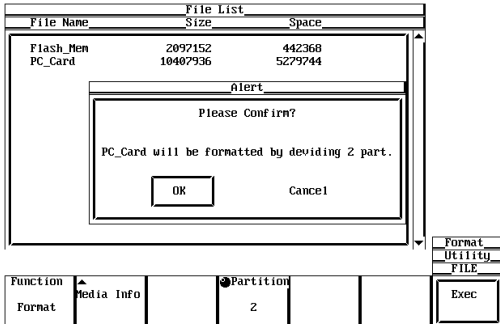 File List
File Name Size Space
Flash_Mem 2097152 442368
PC_Card 10407936 5279744
Alert
Please Confirm?
PC_Card will be formatted by deviding 2 part.
OK Cancel
Format
Utility
FILE
Function Media Info Partition Exec
Format 2